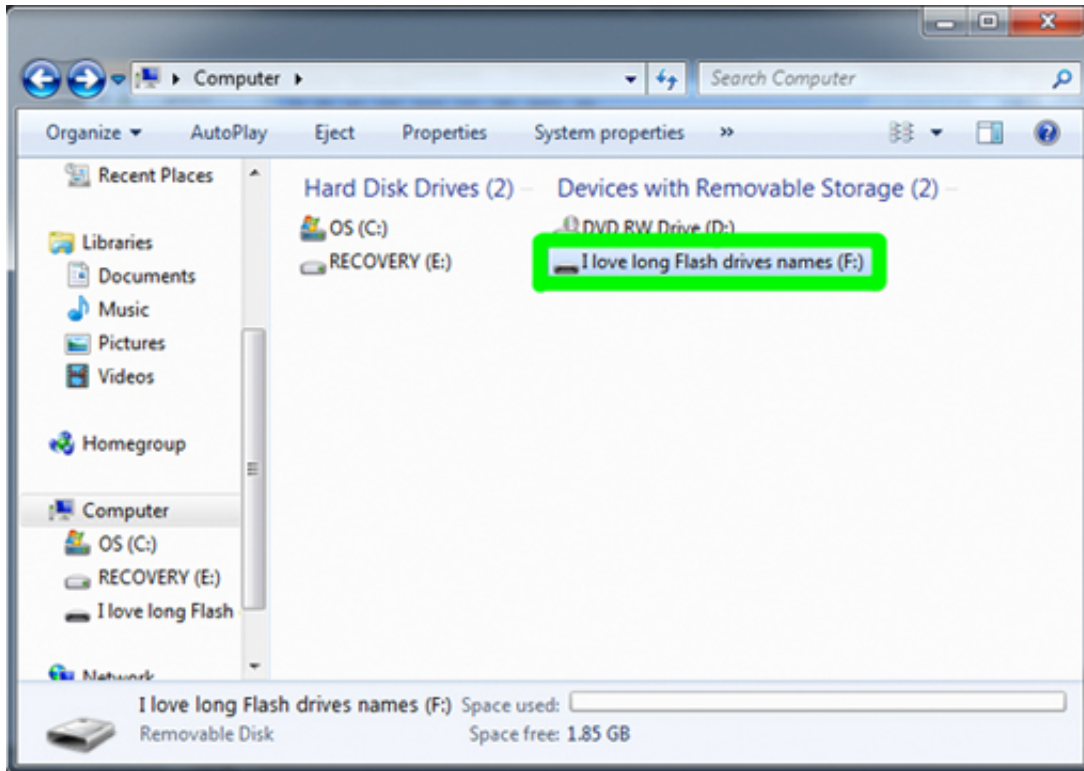 Computer
Search Computer
Organize AutoPlay Eject Properties System properties »
Recent Places
Libraries
Documents
Music
Pictures
Videos
Homegroup
Computer
OS (C:)
RECOVERY (E:)
I love long Flash
Network
Hard Disk Drives (2)
OS (C:)
RECOVERY (E:)
Devices with Removable Storage (2)
DVD RW Drive (D:)
I love long Flash drives names (F:)
I love long Flash drives names (F:) Space used:
Removable Disk Space free: 1.85 GB